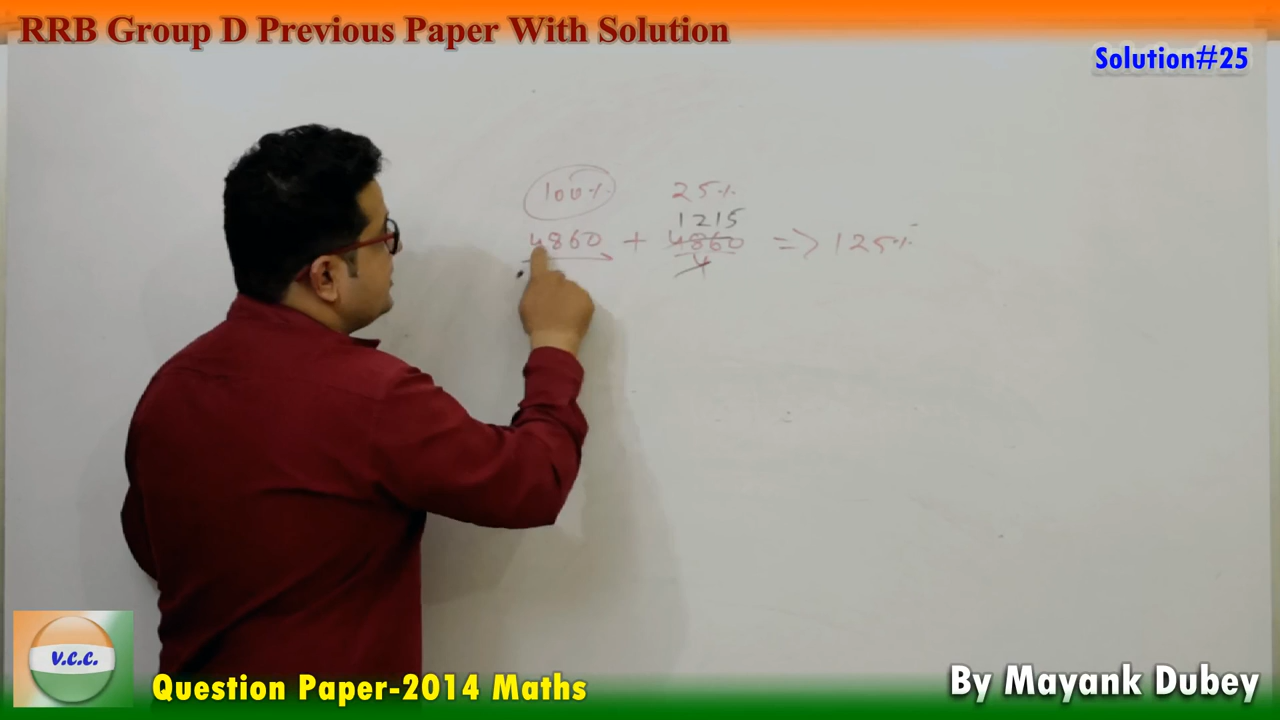 RRB Group D Previous Paper With Solution
Solution#25
100% 25%
1215
4860 + 4860 => 125%
4
V.C.C.
Question Paper-2014 Maths
By Mayank Dubey